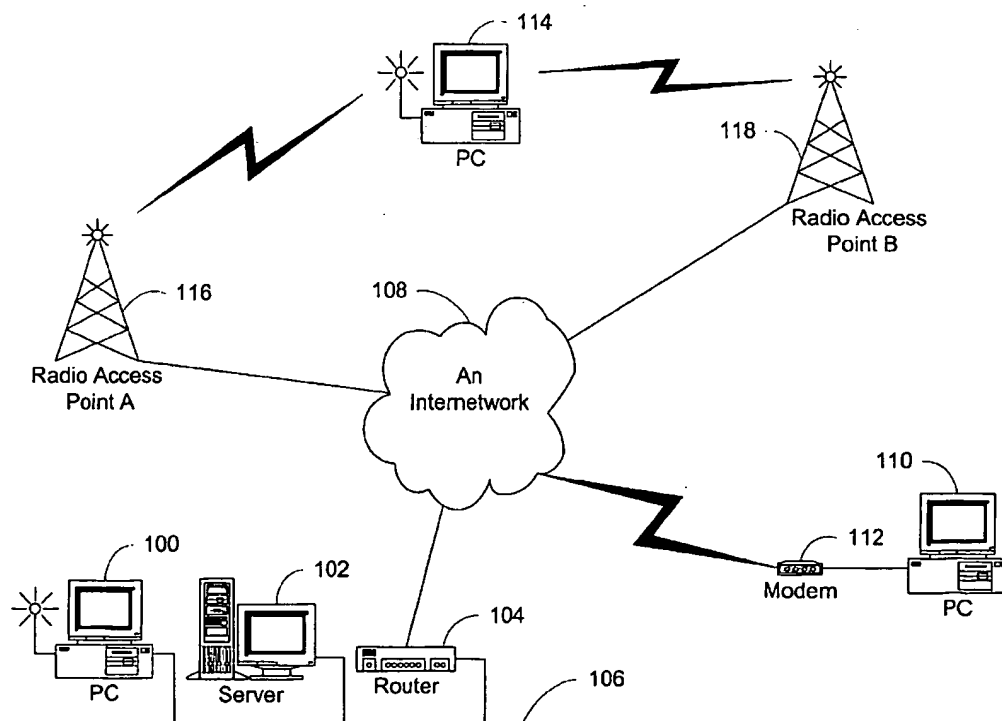 114
PC
118
Radio Access
Point B
116
Radio Access
Point A
108
An
Internetwork
110
PC
112
Modem
100
PC
102
Server
104
Router
106